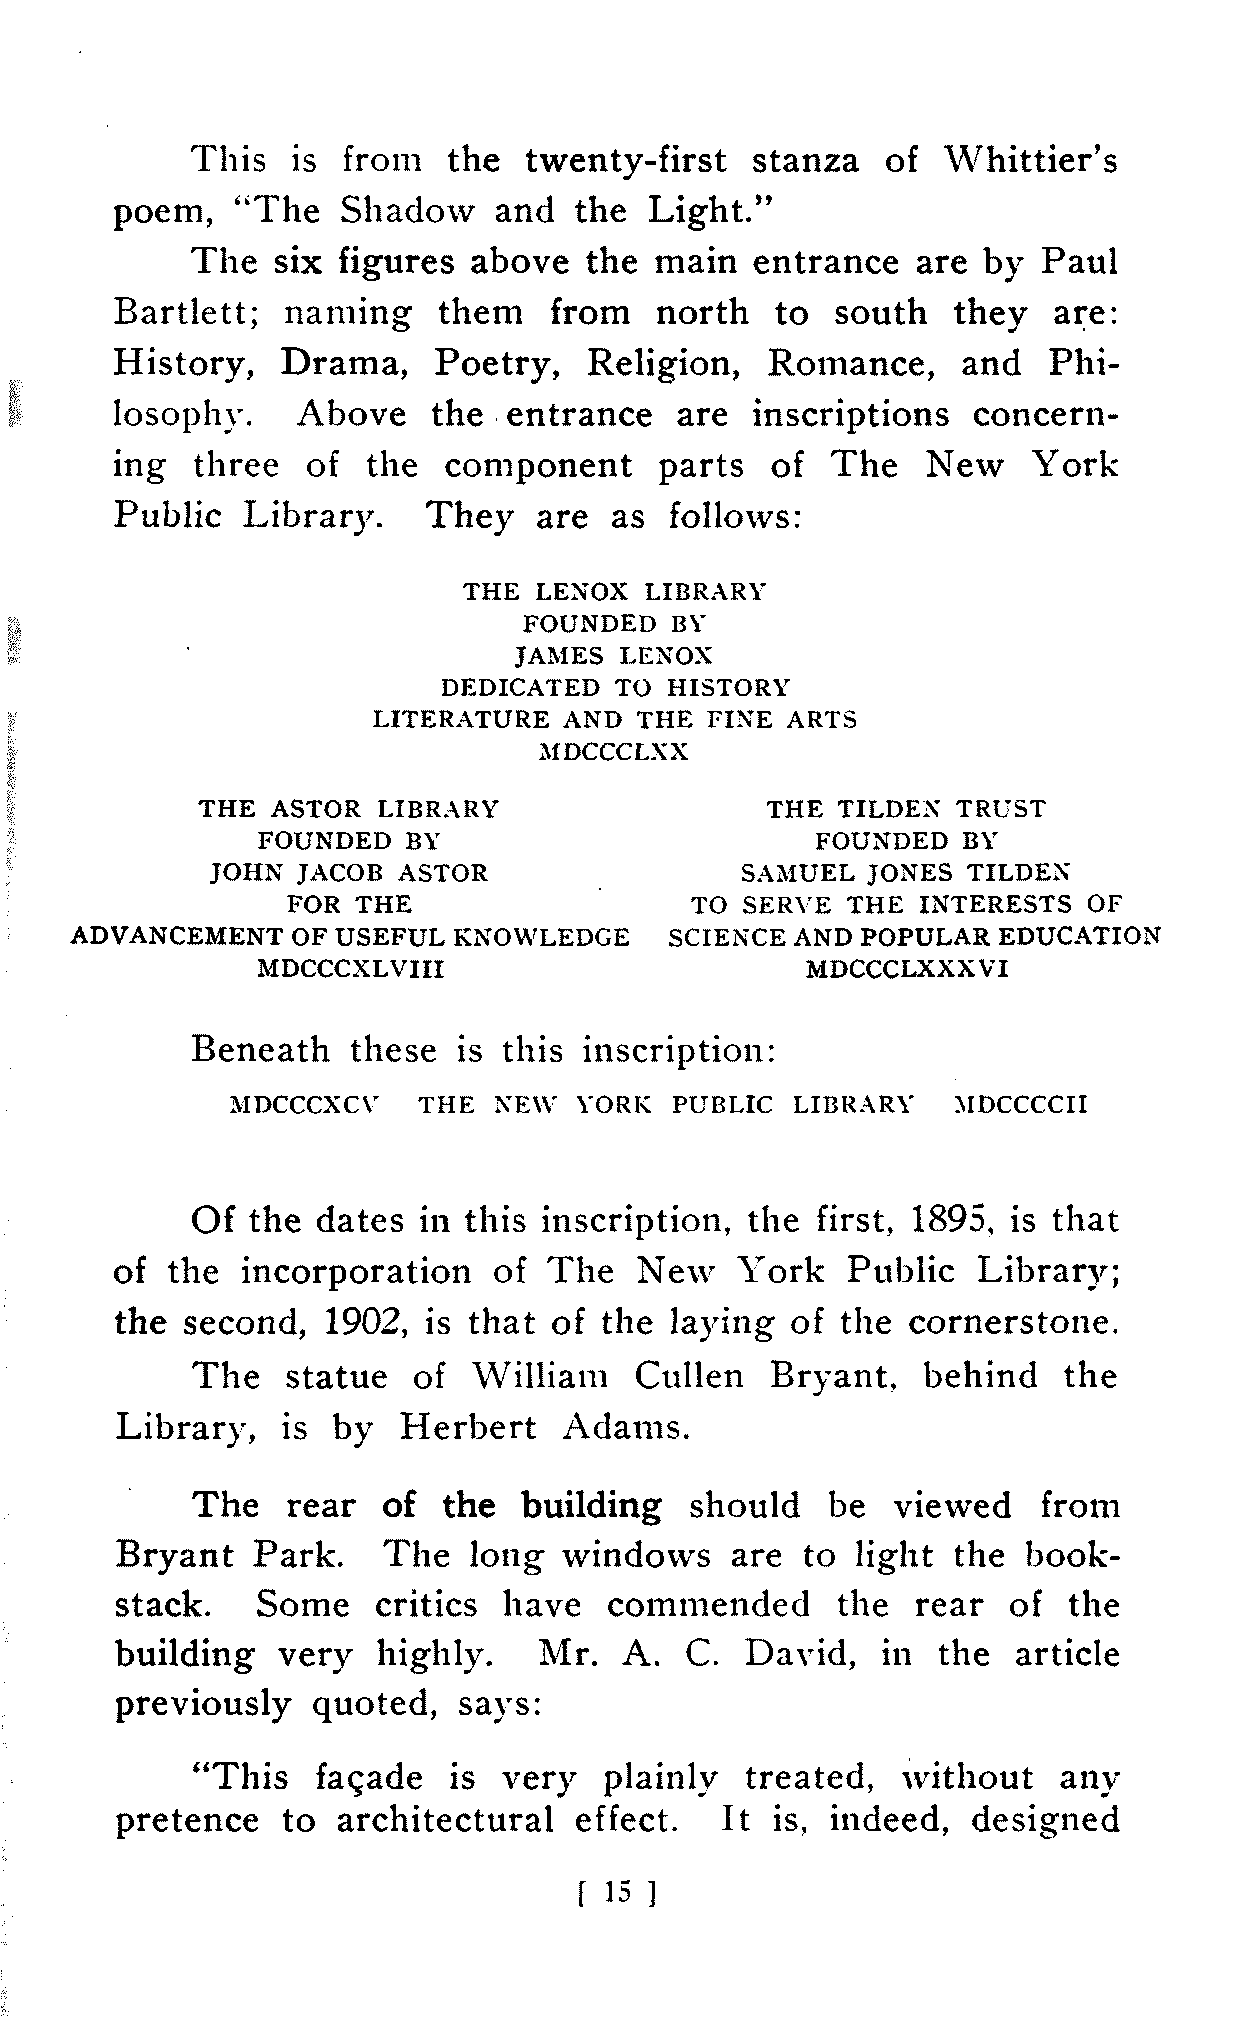 This is from the twenty-first stanza of Whittier's
poem, "The Shadow and the Light."
The six figures above the main entrance are by Paul
Bartlett; naming them from north to south they are:
History, Drama, Poetry, Religion, Romance, and Phi-
losophy. Above the entrance are inscriptions concern-
ing three of the component parts of The New York
Public Library. They are as follows:
THE LENOX LIBRARY
FOUNDED BY
JAMES LENOX
DEDICATED TO HISTORY
LITERATURE AND THE FINE ARTS
MDCCCLXX
THE ASTOR LIBRARY
FOUNDED BY
JOHN JACOB ASTOR
FOR THE
ADVANCEMENT OF USEFUL KNOWLEDGE
MDCCCXLVIII
THE TILDEN TRUST
FOUNDED BY
SAMUEL JONES TILDEN
TO SERVE THE INTERESTS OF
SCIENCE AND POPULAR EDUCATION
MDCCCLXXXVI
Beneath these is this inscription:
MDCCCXCV THE NEW YORK PUBLIC LIBRARY MDCCCCII
Of the dates in this inscription, the first, 1895, is that
of the incorporation of The New York Public Library;
the second, 1902, is that of the laying of the cornerstone.
The statue of William Cullen Bryant, behind the
Library, is by Herbert Adams.
The rear of the building should be viewed from
Bryant Park. The long windows are to light the book-
stack. Some critics have commended the rear of the
building very highly. Mr. A. C. David, in the article
previously quoted, says:
"This façade is very plainly treated, without any
pretence to architectural effect. It is, indeed, designed
[ 15 ]